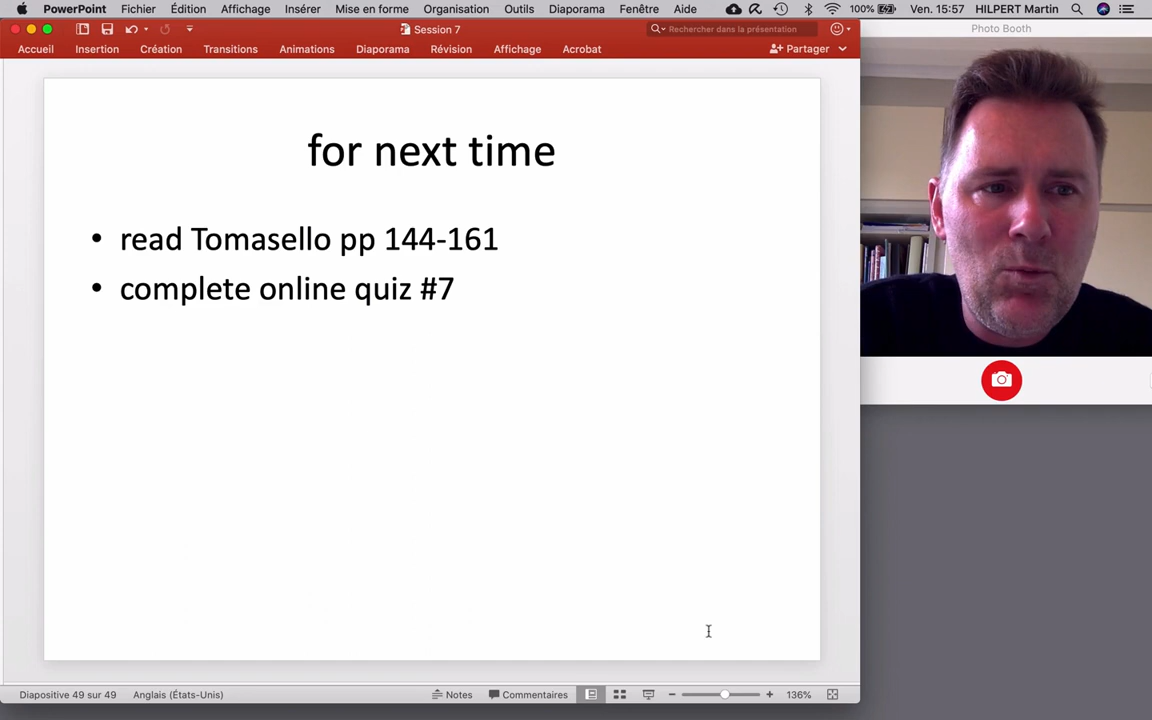 PowerPoint Fichier Édition Affichage Insérer Mise en forme Organisation Outils Diaporama Fenêtre Aide 100% Ven. 15:57 HILPERT Martin
Session 7
Rechercher dans la présentation
Photo Booth
Accueil Insertion Création Transitions Animations Diaporama Révision Affichage Acrobat Partager
for next time
• read Tomasello pp 144-161
• complete online quiz #7
Diapositive 49 sur 49 Anglais (États-Unis) Notes Commentaires 136%